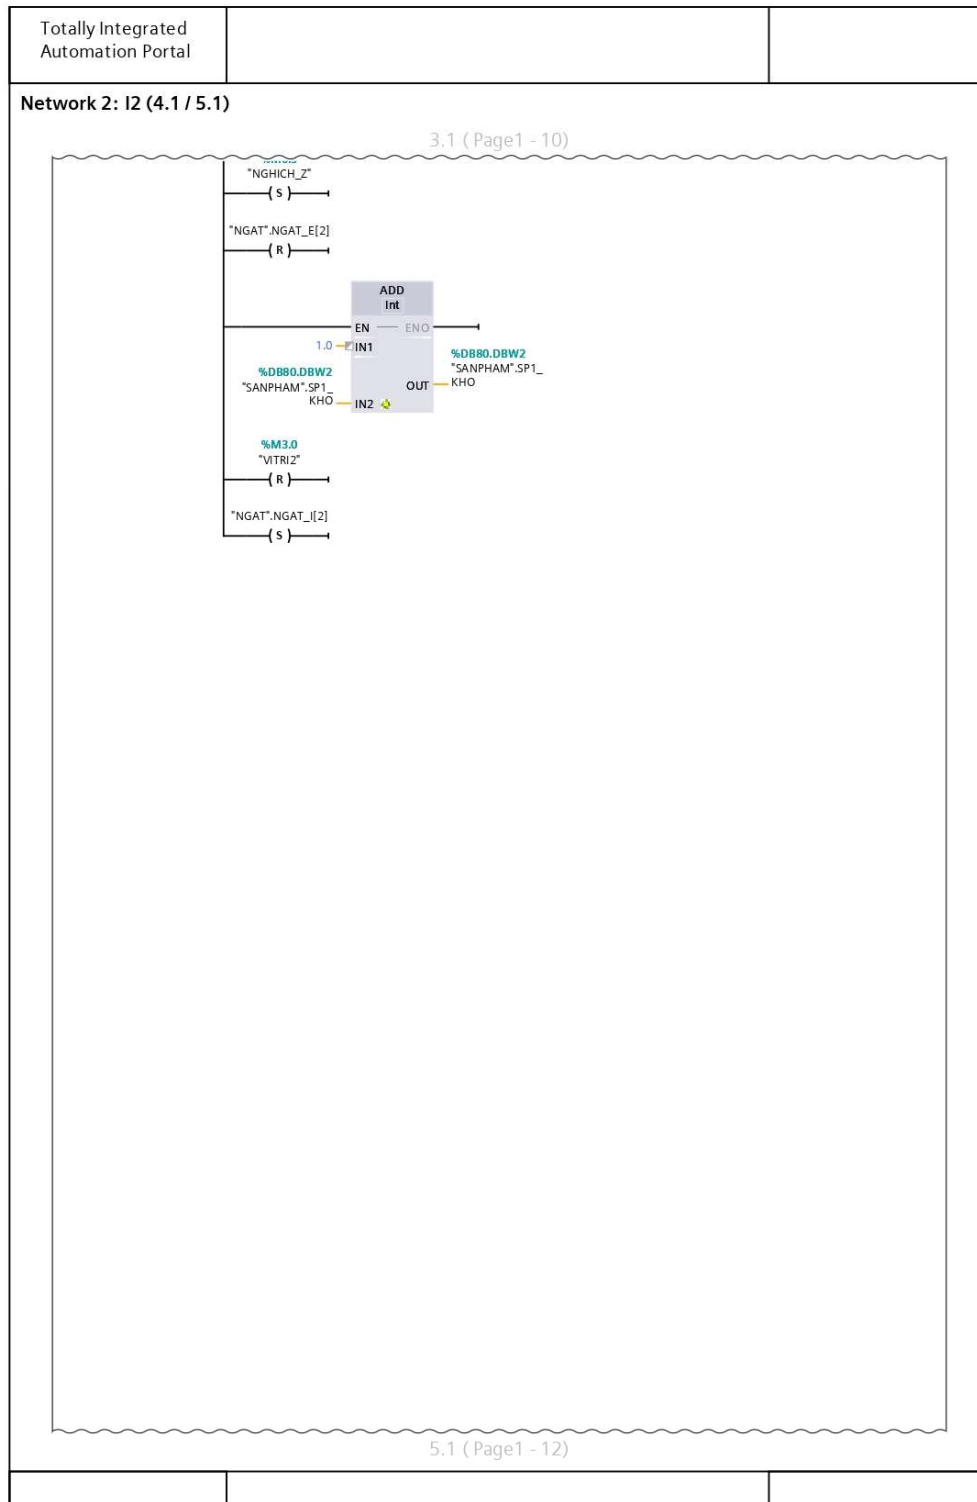 Totally Integrated
Automation Portal
Network 2: I2 (4.1 / 5.1)
3.1 ( Page1 - 10)
"NGHICH_Z"
( S )
"NGAT".NGAT_E[2]
( R )
ADD
Int
EN ENO
1.0 IN1
%DB80.DBW2
"SANPHAM".SP1_
KHO
%DB80.DBW2
"SANPHAM".SP1_
KHO
OUT
IN2
%M3.0
"VITRI2"
( R )
"NGAT".NGAT_I[2]
( S )
5.1 ( Page1 - 12)